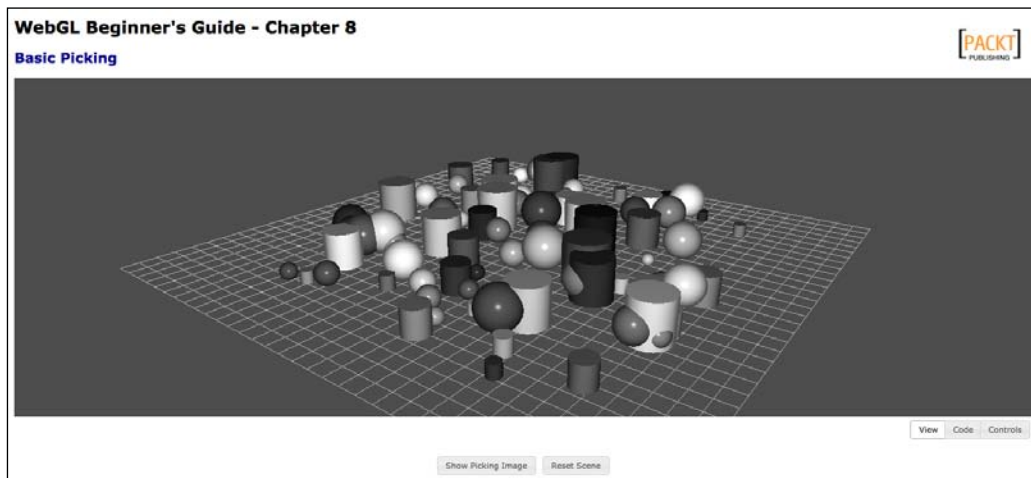 WebGL Beginner's Guide - Chapter 8
Basic Picking
[PACKT]
PUBLISHING
View Code Controls
Show Picking Image Reset Scene